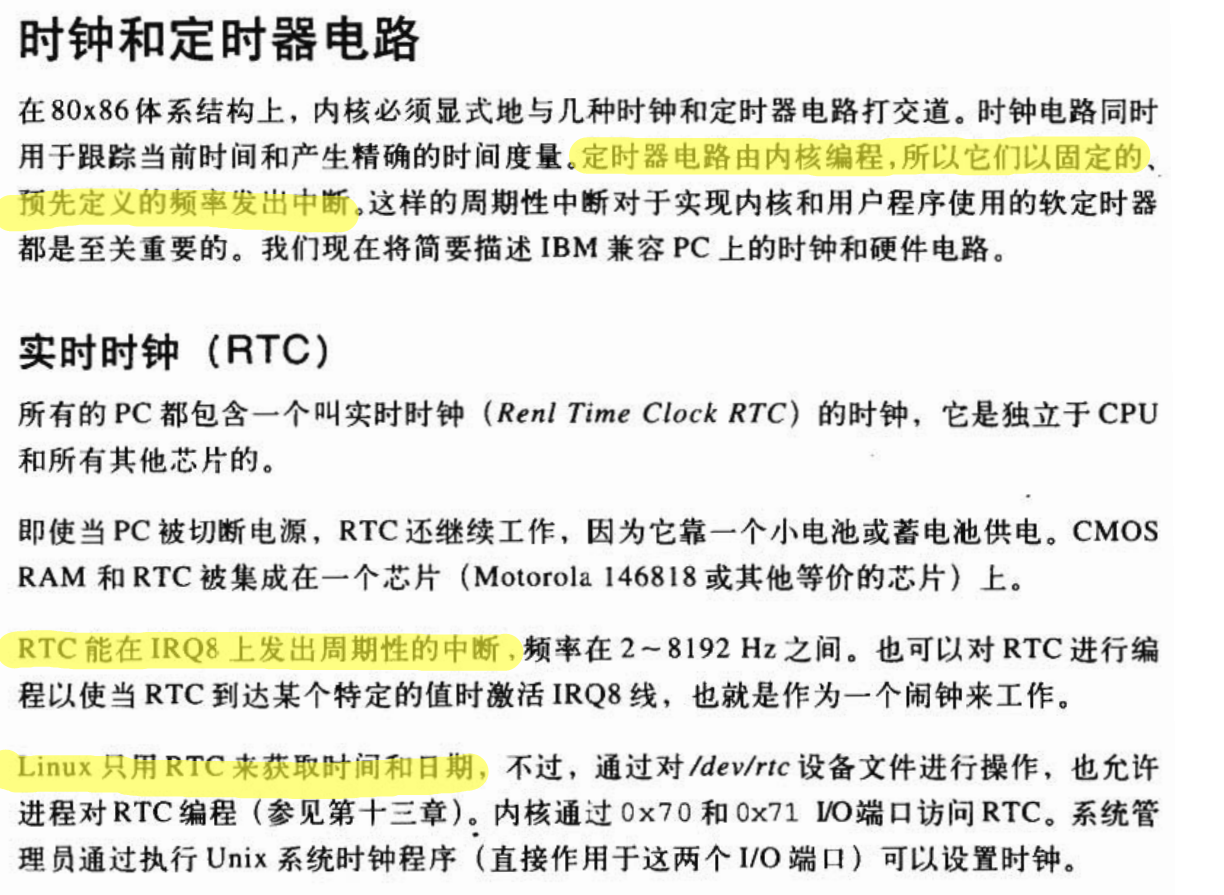 时钟和定时器电路
在80x86体系结构上，内核必须显式地与几种时钟和定时器电路打交道。时钟电路同时
用于跟踪当前时间和产生精确的时间度量。定时器电路由内核编程，所以它们以固定的、
预先定义的频率发出中断。这样的周期性中断对于实现内核和用户程序使用的软定时器
都是至关重要的。我们现在将简要描述 IBM 兼容 PC 上的时钟和硬件电路。
实时时钟（RTC）
所有的 PC 都包含一个叫实时时钟（Renl Time Clock RTC）的时钟，它是独立于 CPU
和所有其他芯片的。
即使当 PC 被切断电源，RTC 还继续工作，因为它靠一个小电池或蓄电池供电。CMOS
RAM 和 RTC 被集成在一个芯片（Motorola 146818 或其他等价的芯片）上。
RTC 能在 IRQ8 上发出周期性的中断，频率在 2~8192 Hz 之间。也可以对 RTC 进行编
程以使当 RTC 到达某个特定的值时激活 IRQ8 线，也就是作为一个闹钟来工作。
Linux 只用 RTC 来获取时间和日期，不过，通过对 /dev/rtc 设备文件进行操作，也允许
进程对 RTC 编程（参见第十三章）。内核通过 0x70 和 0x71 I/O 端口访问 RTC。系统管
理员通过执行 Unix 系统时钟程序（直接作用于这两个 I/O 端口）可以设置时钟。